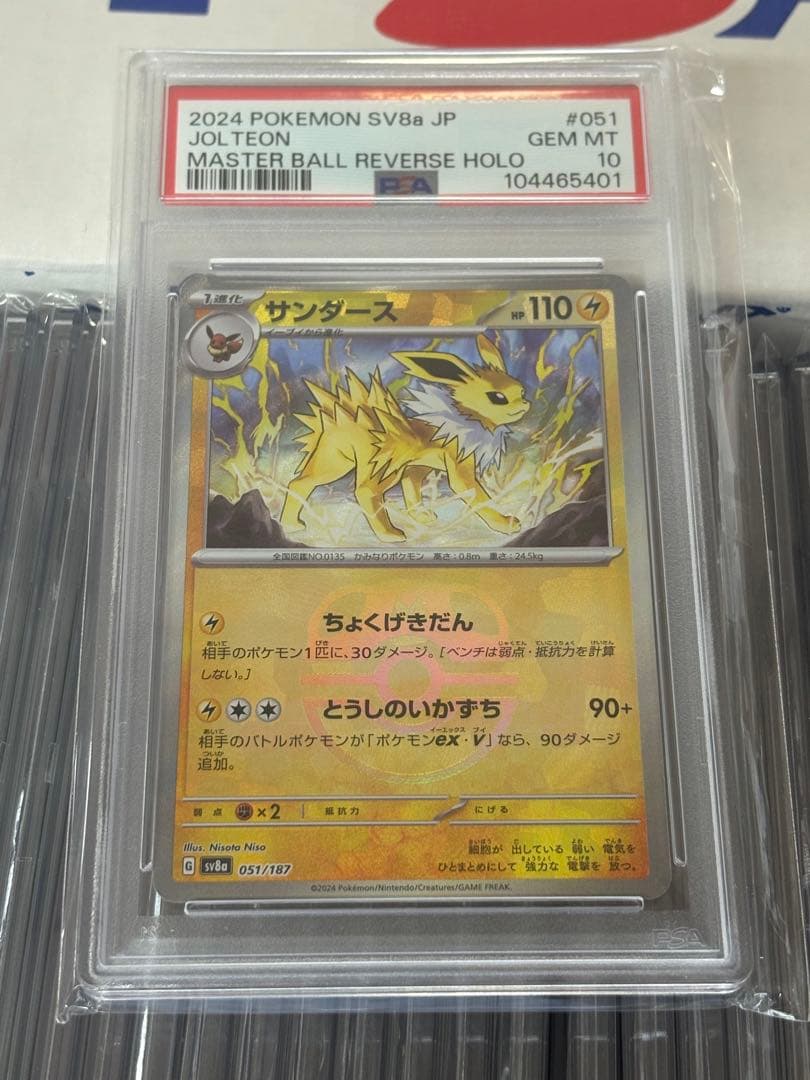 2024 POKEMON SV8a JP #051
JOLTEON GEM MT
MASTER BALL REVERSE HOLO 10
PSA 104465401
1進化 サンダース HP110
イーブイから進化
全国図鑑NO.0135 かみなりポケモン 高さ:0.8m 重さ:24.5kg
ちょくげきだん
相手のポケモン1匹に、30ダメージ。[ベンチは弱点・抵抗力を計算
しない。]
とうしのいかずち 90+
相手のバトルポケモンが「ポケモンex・V」なら、90ダメージ
追加。
弱点 ×2 抵抗力 にげる
Illus. Nisota Niso
細胞が 出している 弱い 電気を
ひとまとめにして 強力な 電撃を 放つ。
G sv8a 051/187
©2024 Pokémon/Nintendo/Creatures/GAME FREAK.
PSA